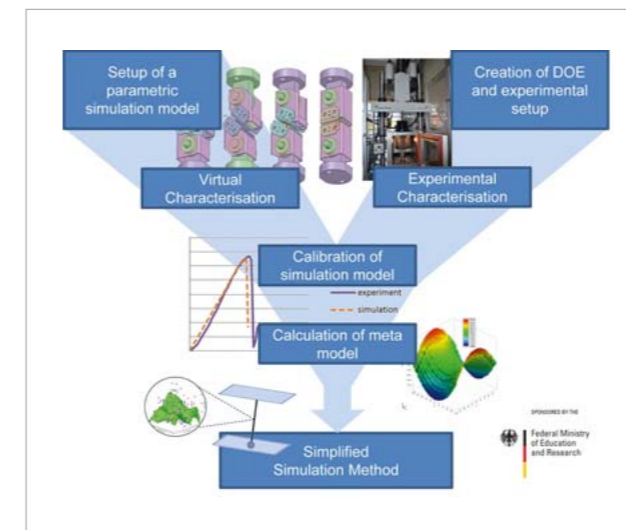 Setup of a
parametric
simulation model
Creation of DOE
and experimental
setup
Virtual
Characterisation
Experimental
Characterisation
Calibration of
simulation model
experiment
simulation
Calculation of meta
model
SPONSORED BY THE
Federal Ministry
of Education
and Research
Simplified
Simulation Method